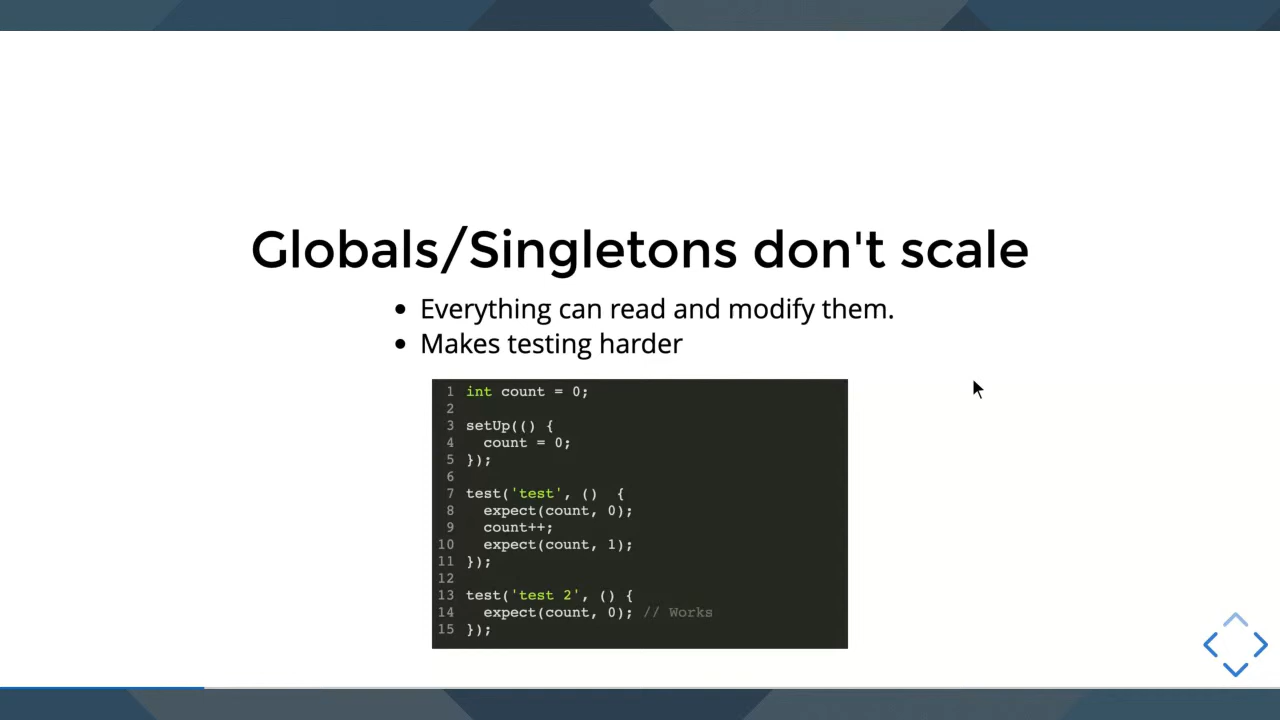 Globals/Singletons don't scale
• Everything can read and modify them.
• Makes testing harder
1 int count = 0;
2
3 setUp(() {
4   count = 0;
5 });
6
7 test('test', ()  {
8   expect(count, 0);
9   count++;
10   expect(count, 1);
11 });
12
13 test('test 2', () {
14   expect(count, 0); // Works
15 });